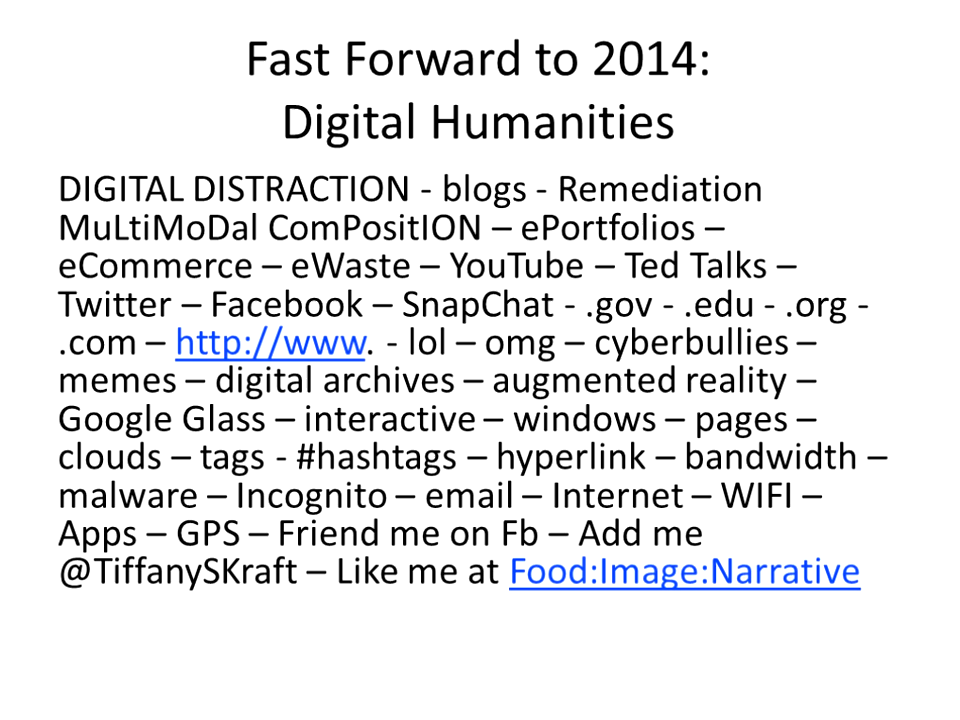 Fast Forward to 2014:
Digital Humanities
DIGITAL DISTRACTION - blogs - Remediation
MuLtiMoDal ComPositION – ePortfolios –
eCommerce – eWaste – YouTube – Ted Talks –
Twitter – Facebook – SnapChat - .gov - .edu - .org -
.com – http://www. - lol – omg – cyberbullies –
memes – digital archives – augmented reality –
Google Glass – interactive – windows – pages –
clouds – tags - #hashtags – hyperlink – bandwidth –
malware – Incognito – email – Internet – WIFI –
Apps – GPS – Friend me on Fb – Add me
@TiffanySKraft – Like me at Food:Image:Narrative